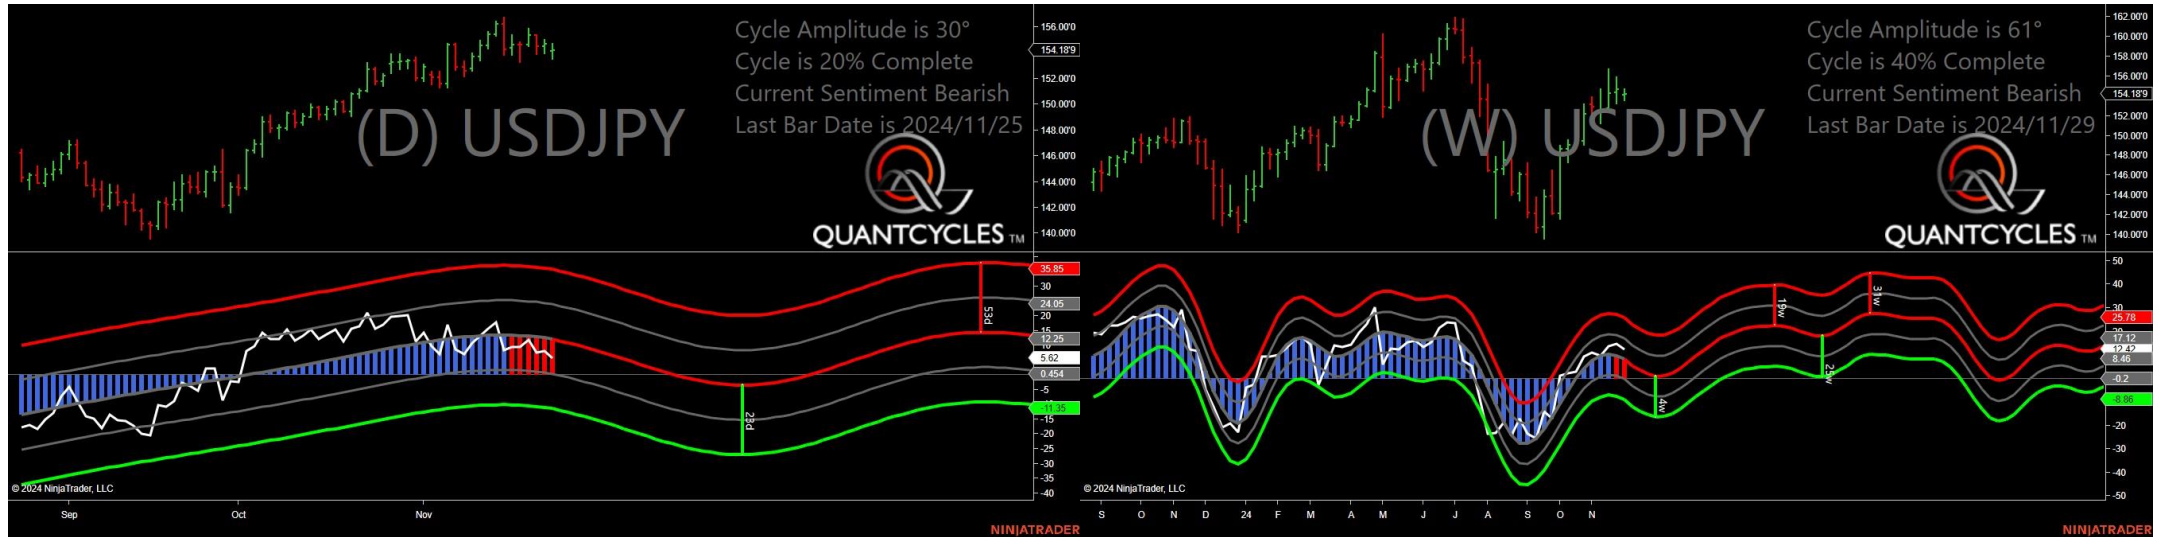 Cycle Amplitude is 30°
Cycle is 20% Complete
Current Sentiment Bearish
Last Bar Date is 2024/11/25
(D) USDJPY
QUANTCYCLES TM
156.00'0
154.18'9
152.00'0
150.00'0
148.00'0
146.00'0
144.00'0
142.00'0
140.00'0
35.85
30
24.05
20
15
12.25
5.62
0.454
-5
-11.35
-15
-20
-25
-30
-35
-40
53d
23d
© 2024 NinjaTrader, LLC
Sep Oct Nov
NINJATRADER
Cycle Amplitude is 61°
Cycle is 40% Complete
Current Sentiment Bearish
Last Bar Date is 2024/11/29
(W) USDJPY
QUANTCYCLES TM
162.00'0
160.00'0
158.00'0
156.00'0
154.18'9
152.00'0
150.00'0
148.00'0
146.00'0
144.00'0
142.00'0
140.00'0
50
40
30
25.78
17.12
8.46
-0.2
-8.86
-20
-30
-40
-50
19w
31w
25w
4w
© 2024 NinjaTrader, LLC
S O N D 24 F M A M J J A S O N
NINJATRADER